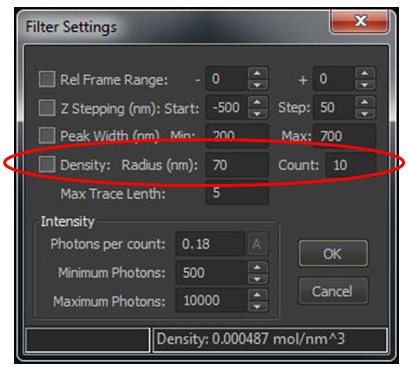 Filter Settings
Rel Frame Range: - 0 + 0
Z Stepping (nm): Start: -500 Step: 50
Peak Width (nm) Min: 200 Max: 700
Density: Radius (nm): 70 Count: 10
Max Trace Lenth: 5
Intensity
Photons per count: 0.18 A
Minimum Photons: 500
Maximum Photons: 10000
OK
Cancel
Density: 0.000487 mol/nm^3